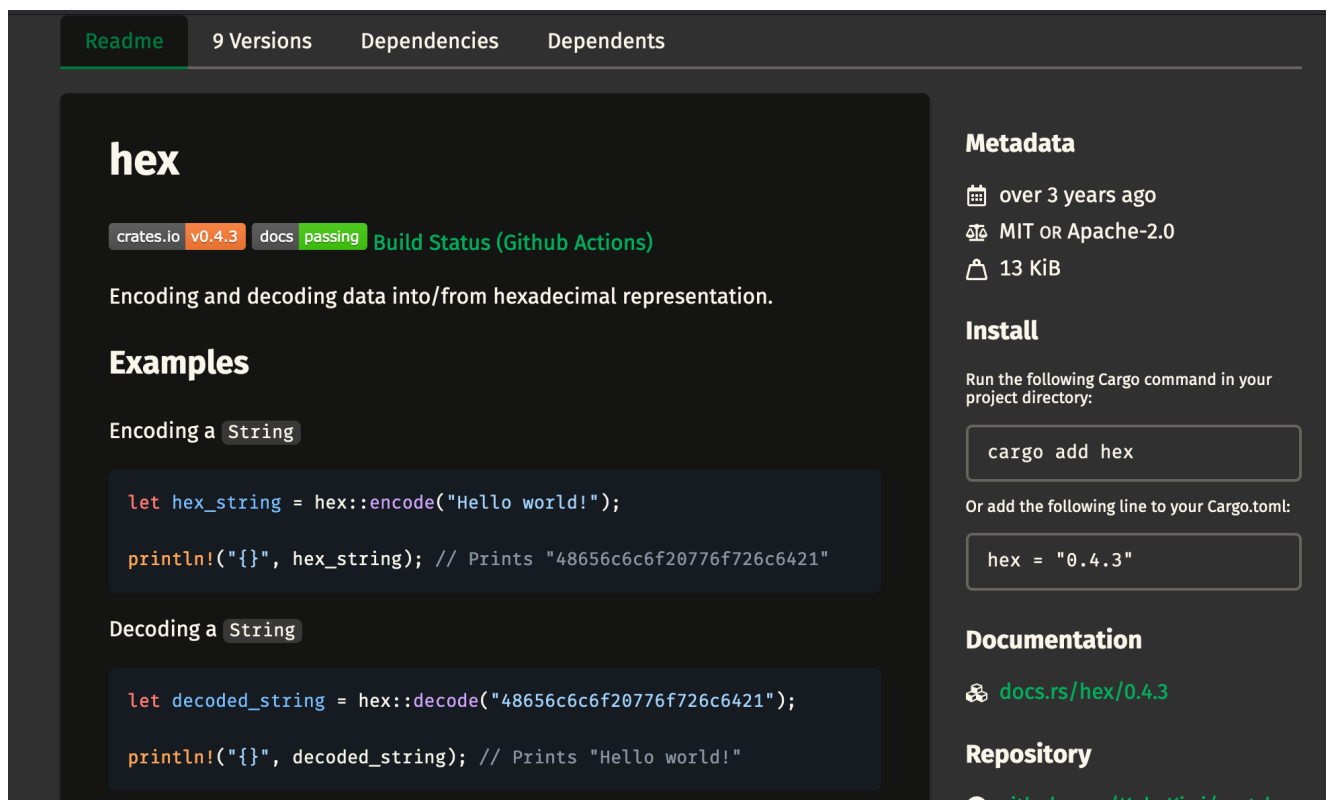 Readme 9 Versions Dependencies Dependents
hex
crates.io v0.4.3 docs passing Build Status (Github Actions)
Encoding and decoding data into/from hexadecimal representation.
Examples
Encoding a String
let hex_string = hex::encode("Hello world!");
println!("{}", hex_string); // Prints "48656c6c6f20776f726c6421"
Decoding a String
let decoded_string = hex::decode("48656c6c6f20776f726c6421");
println!("{}", decoded_string); // Prints "Hello world!"
Metadata
over 3 years ago
MIT OR Apache-2.0
13 KiB
Install
Run the following Cargo command in your
project directory:
cargo add hex
Or add the following line to your Cargo.toml:
hex = "0.4.3"
Documentation
docs.rs/hex/0.4.3
Repository